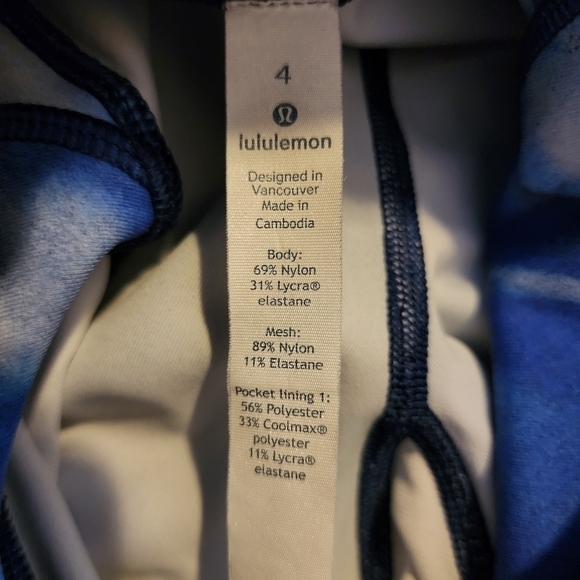 4
lululemon
Designed in
Vancouver
Made in
Cambodia
Body:
69% Nylon
31% Lycra®
elastane
Mesh:
89% Nylon
11% Elastane
Pocket lining 1:
56% Polyester
33% Coolmax®
polyester
11% Lycra®
elastane